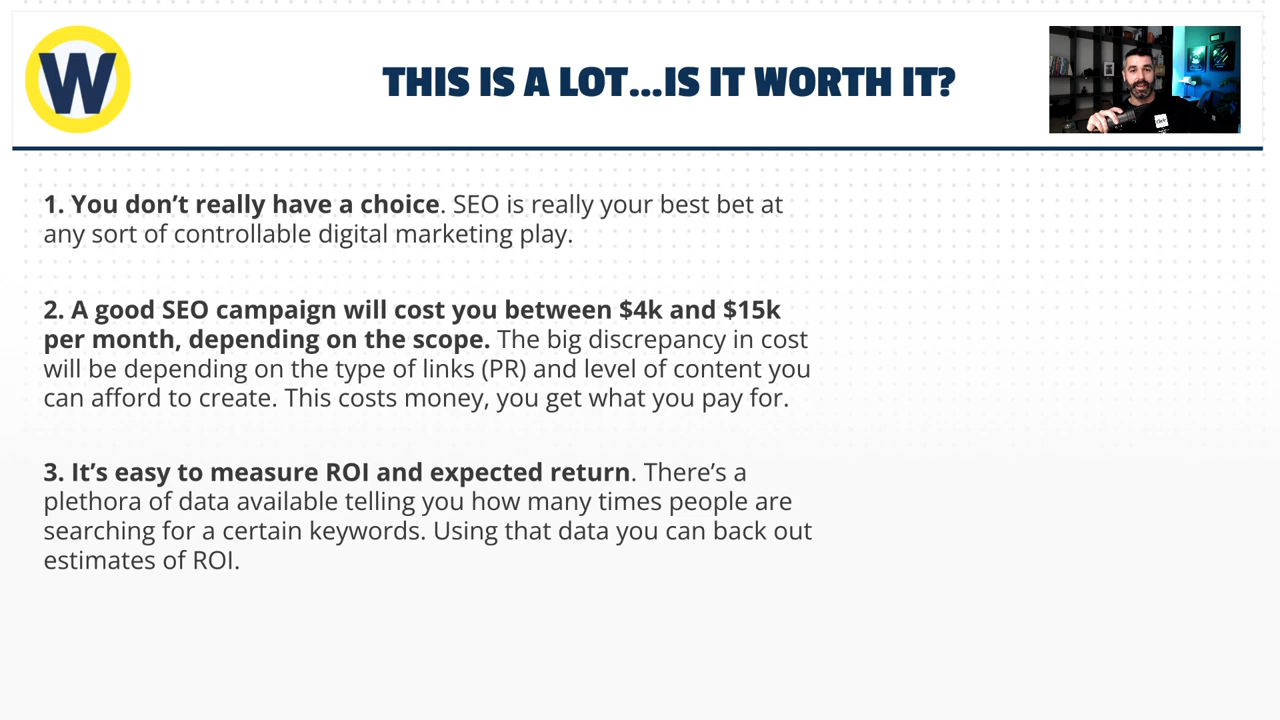 W
THIS IS A LOT...IS IT WORTH IT?
1. You don’t really have a choice. SEO is really your best bet at
any sort of controllable digital marketing play.
2. A good SEO campaign will cost you between $4k and $15k
per month, depending on the scope. The big discrepancy in cost
will be depending on the type of links (PR) and level of content you
can afford to create. This costs money, you get what you pay for.
3. It’s easy to measure ROI and expected return. There’s a
plethora of data available telling you how many times people are
searching for a certain keywords. Using that data you can back out
estimates of ROI.